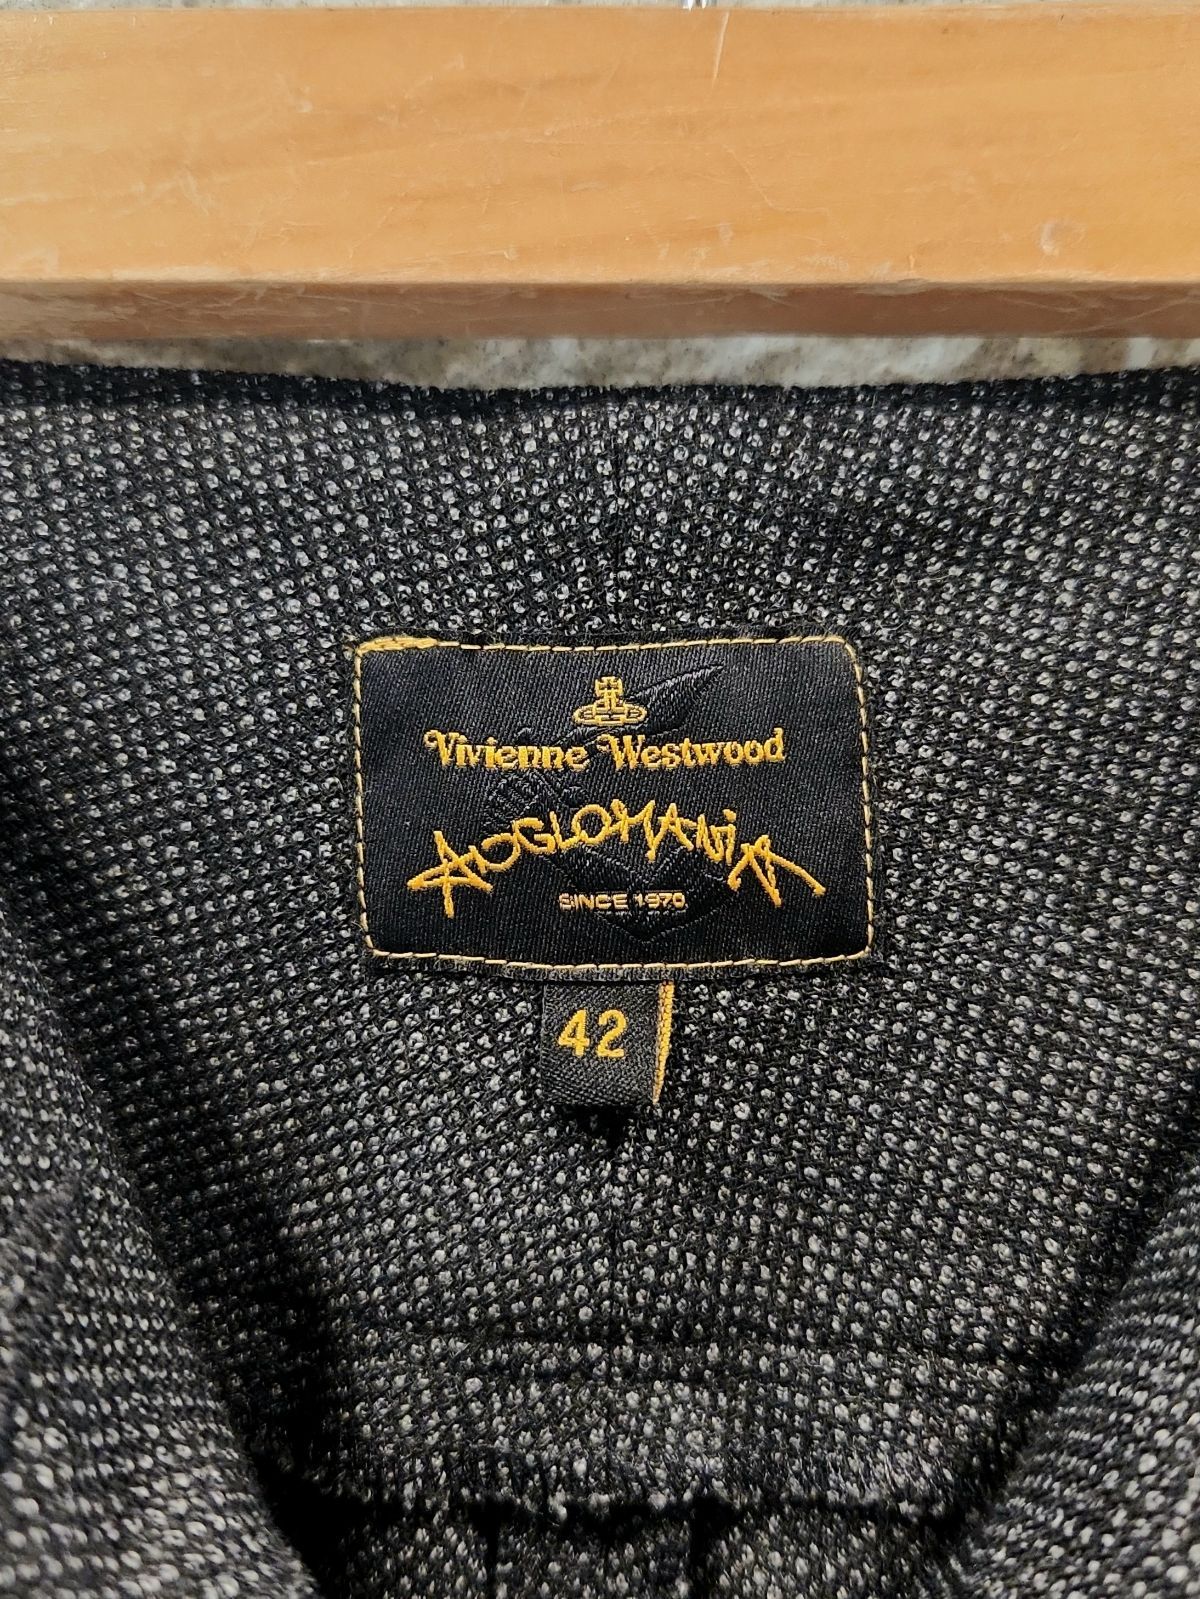 Vivienne Westwood
ANGLOMANIA
SINCE 1970
42